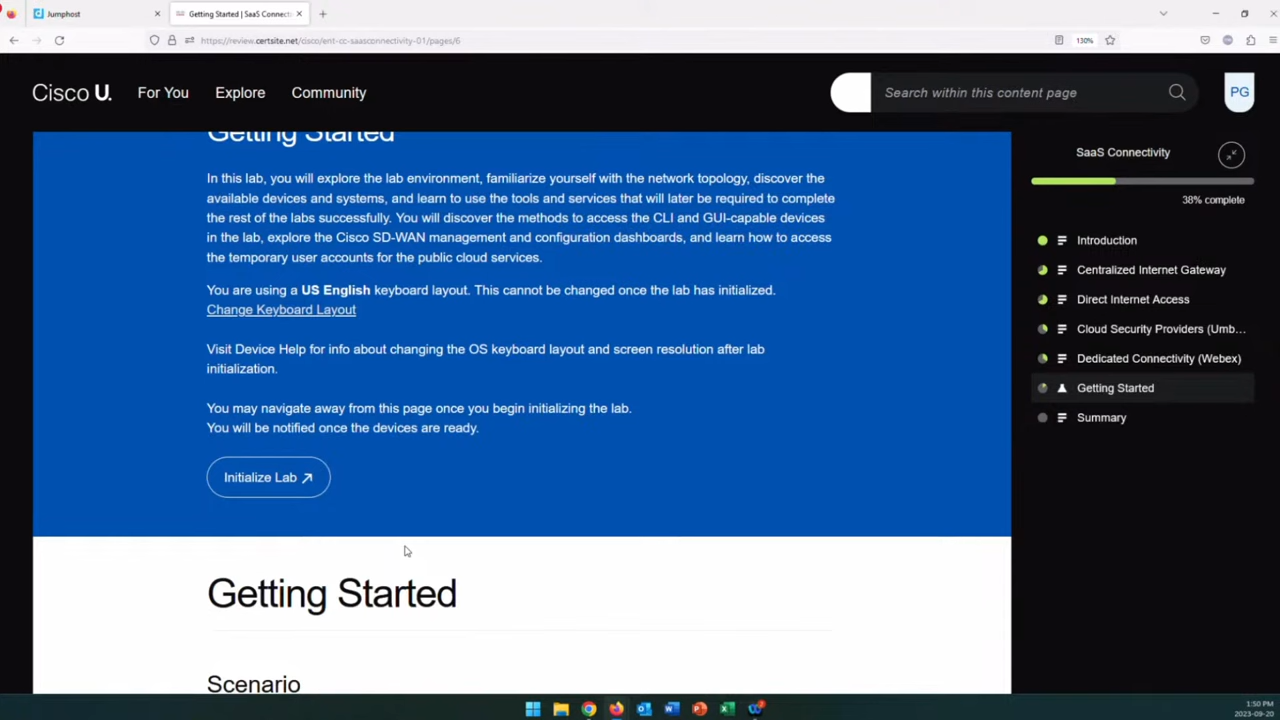 Jumphost
Getting Started | SaaS Connecti
https://review.certsite.net/cisco/ent-cc-saasconnectivity-01/pages/6
130%
Cisco U.
For You
Explore
Community
Search within this content page
PG
Getting Started
In this lab, you will explore the lab environment, familiarize yourself with the network topology, discover the
available devices and systems, and learn to use the tools and services that will later be required to complete
the rest of the labs successfully. You will discover the methods to access the CLI and GUI-capable devices
in the lab, explore the Cisco SD-WAN management and configuration dashboards, and learn how to access
the temporary user accounts for the public cloud services.
You are using a US English keyboard layout. This cannot be changed once the lab has initialized.
Change Keyboard Layout
Visit Device Help for info about changing the OS keyboard layout and screen resolution after lab
initialization.
You may navigate away from this page once you begin initializing the lab.
You will be notified once the devices are ready.
Initialize Lab
Getting Started
Scenario
SaaS Connectivity
38% complete
Introduction
Centralized Internet Gateway
Direct Internet Access
Cloud Security Providers (Umb...
Dedicated Connectivity (Webex)
Getting Started
Summary
1:50 PM
2023-09-20